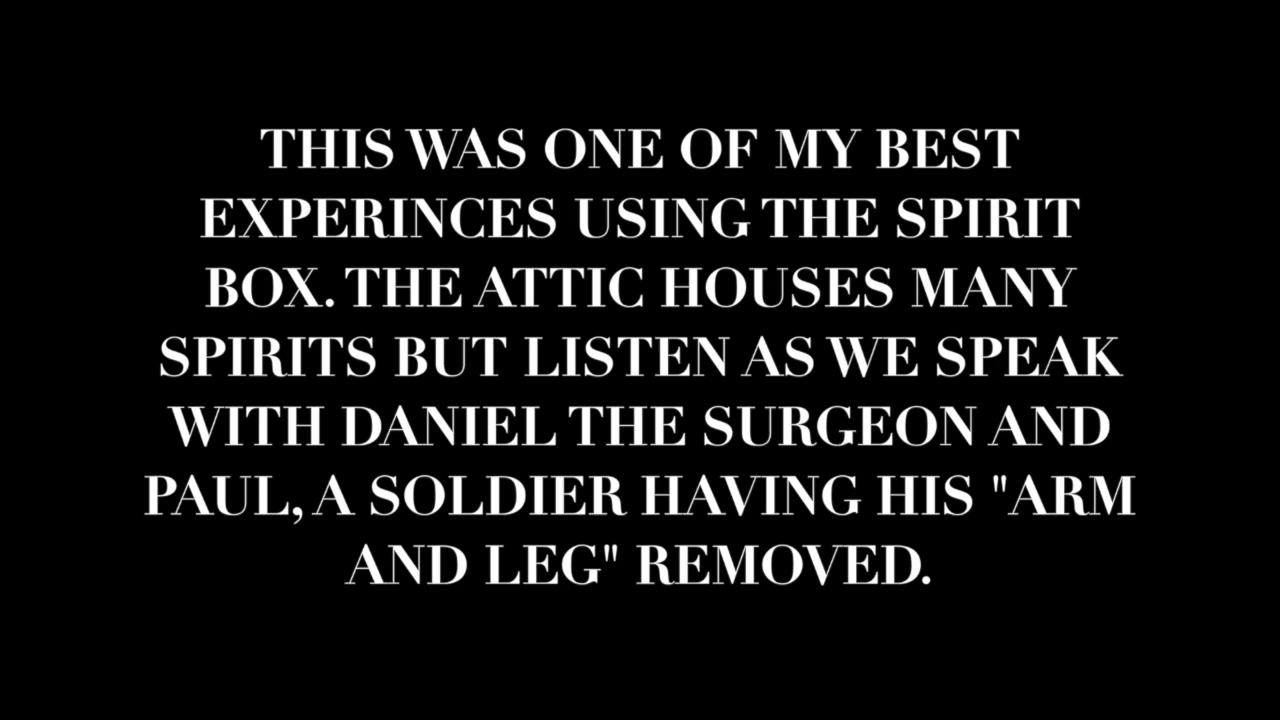 THIS WAS ONE OF MY BEST
EXPERINCES USING THE SPIRIT
BOX. THE ATTIC HOUSES MANY
SPIRITS BUT LISTEN AS WE SPEAK
WITH DANIEL THE SURGEON AND
PAUL, A SOLDIER HAVING HIS "ARM
AND LEG" REMOVED.